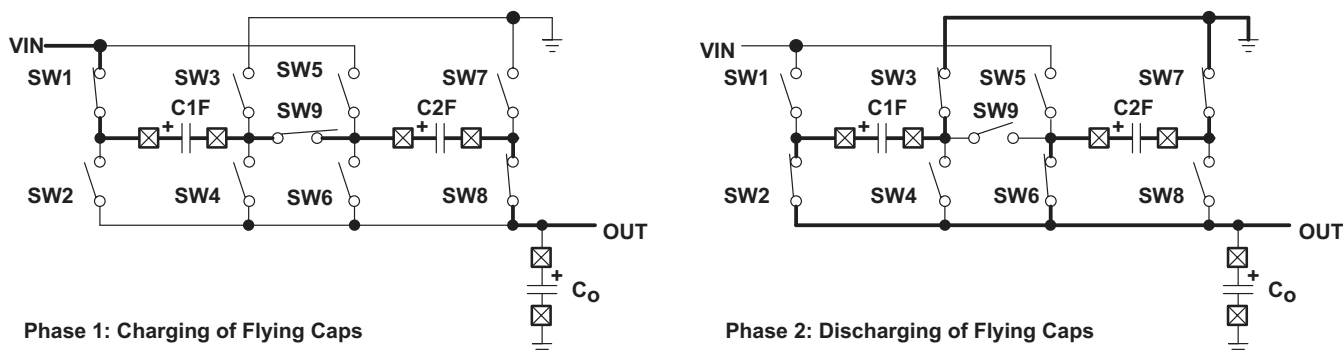 VIN
SW1
SW3
SW5
SW7
C1F
SW9
C2F
+
+
SW2
SW4
SW6
SW8
OUT
+
Co
Phase 1: Charging of Flying Caps
VIN
SW1
SW3
SW5
SW7
C1F
SW9
C2F
+
+
SW2
SW4
SW6
SW8
OUT
+
Co
Phase 2: Discharging of Flying Caps